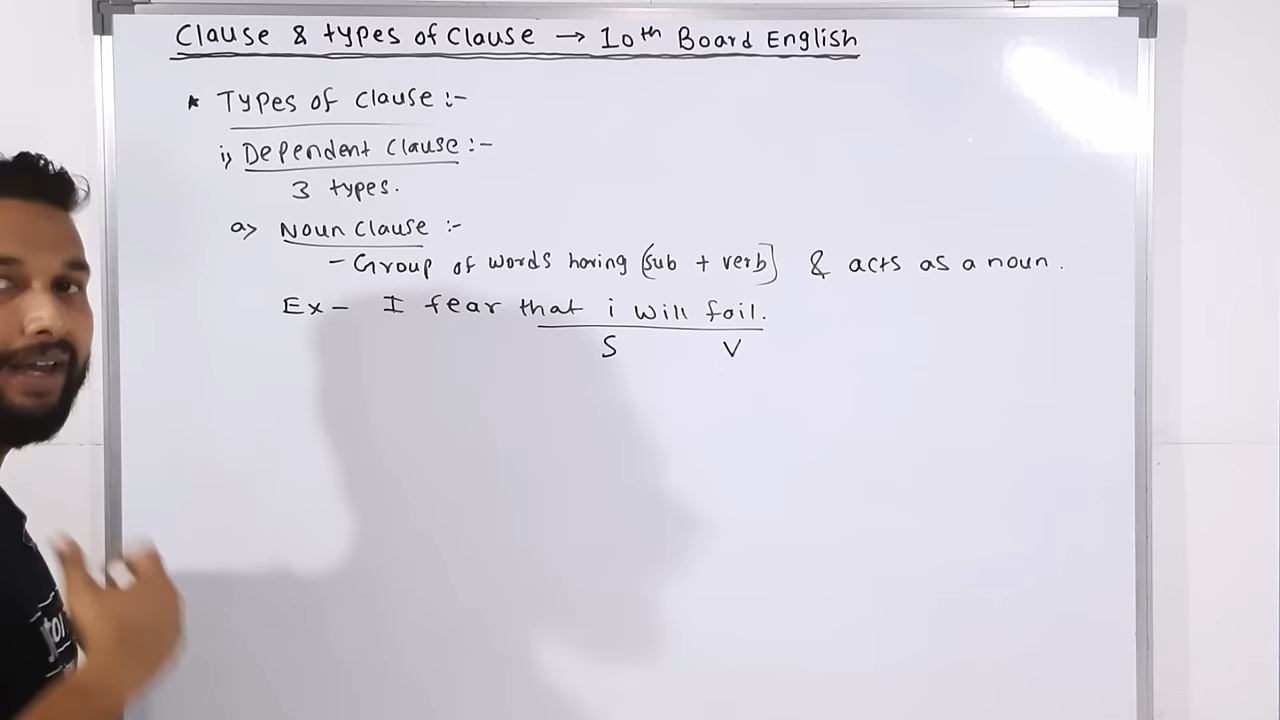 Clause & types of Clause → 10th Board English
* Types of clause :-
i) Dependent clause :-
3 types.
a) Noun Clause :-
- Group of words having (sub + verb) & acts as a noun.
Ex - I fear that i will fail.
S V